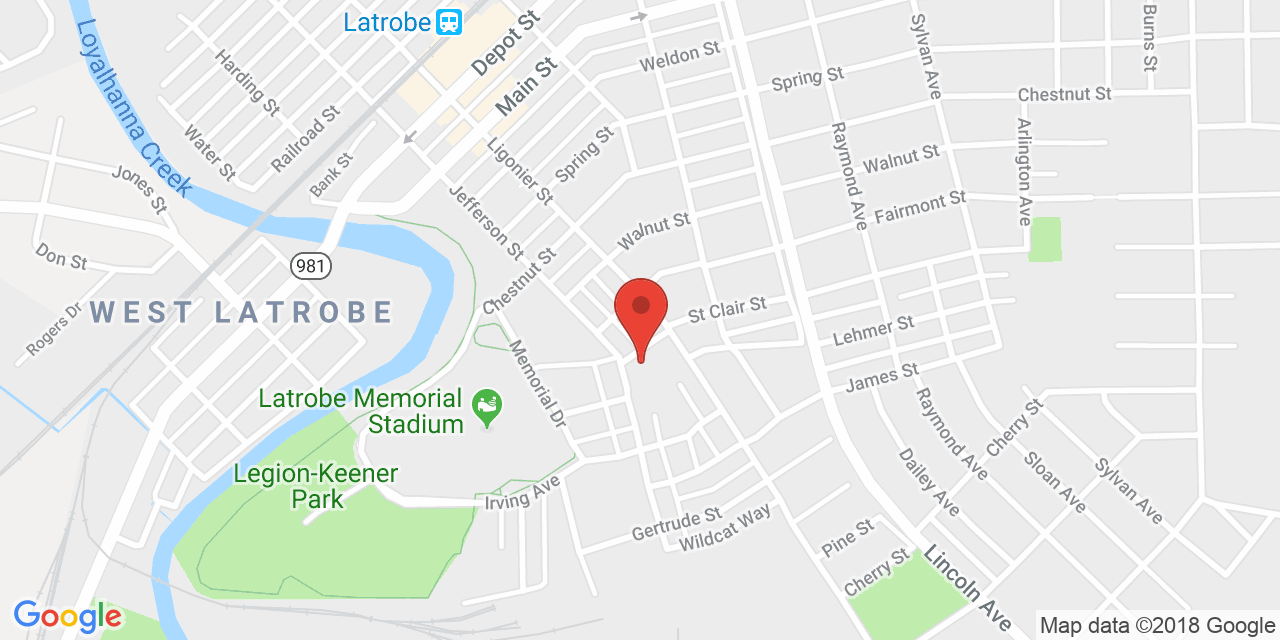 Latrobe
Depot St
Main St
Weldon St
Spring St
Sylvan Ave
Burns St
Chestnut St
Loyalhanna Creek
Harding St
Railroad St
Water St
Bank St
Ligonier St
Spring St
Raymond Ave
Walnut St
Arlington Ave
Jones St
Jefferson St
Walnut St
Fairmont St
Don St
981
Chestnut St
WEST LATROBE
Rogers Dr
St Clair St
Lehmer St
Memorial Dr
James St
Latrobe Memorial
Stadium
Raymond Ave
Cherry St
Legion-Keener
Park
Irving Ave
Dailey Ave
Sloan Ave
Sylvan Ave
Gertrude St
Wildcat Way
Pine St
Cherry St
Lincoln Ave
Google
Map data ©2018 Google